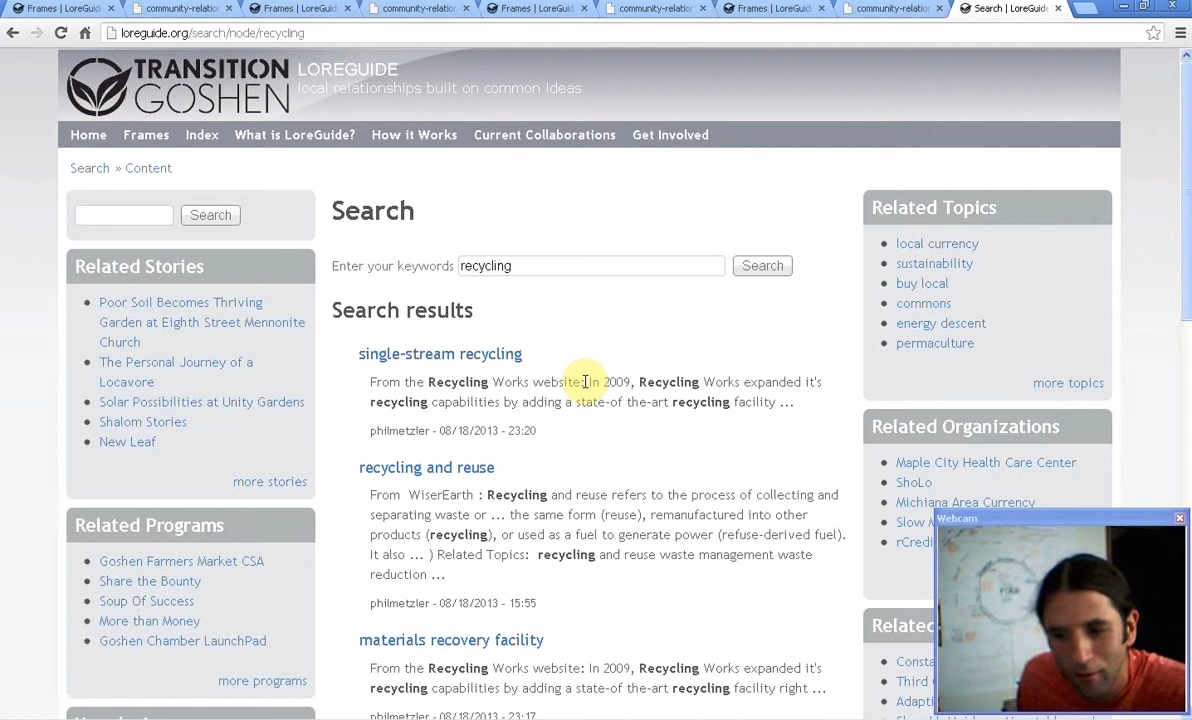 Frames | LoreGuide
community-relation
Frames | LoreGuide
community-relation
Frames | LoreGuide
community-relation
Frames | LoreGuide
community-relation
Search | LoreGuide
loreguide.org/search/node/recycling
TRANSITION
GOSHEN
LOREGUIDE
local relationships built on common ideas
Home Frames Index What is LoreGuide? How it Works Current Collaborations Get Involved
Search » Content
Search
Related Stories
Poor Soil Becomes Thriving
Garden at Eighth Street Mennonite
Church
The Personal Journey of a
Locavore
Solar Possibilities at Unity Gardens
Shalom Stories
New Leaf
more stories
Related Programs
Goshen Farmers Market CSA
Share the Bounty
Soup Of Success
More than Money
Goshen Chamber LaunchPad
more programs
Search
Enter your keywords recycling Search
Search results
single-stream recycling
From the Recycling Works website: In 2009, Recycling Works expanded it's
recycling capabilities by adding a state-of the-art recycling facility ...
philmetzler - 08/18/2013 - 23:20
recycling and reuse
From WiserEarth : Recycling and reuse refers to the process of collecting and
separating waste or ... the same form (reuse), remanufactured into other
products (recycling), or used as a fuel to generate power (refuse-derived fuel).
It also ... ) Related Topics: recycling and reuse waste management waste
reduction ...
philmetzler - 08/18/2013 - 15:55
materials recovery facility
From the Recycling Works website: In 2009, Recycling Works expanded it's
recycling capabilities by adding a state-of the-art recycling facility right ...
philmetzler - 08/18/2013 - 23:17
Related Topics
local currency
sustainability
buy local
commons
energy descent
permaculture
more topics
Related Organizations
Maple City Health Care Center
ShoLo
Michiana Area Currency
Slow
rCredi
Related
Consta
Third
Adapti
Webcam